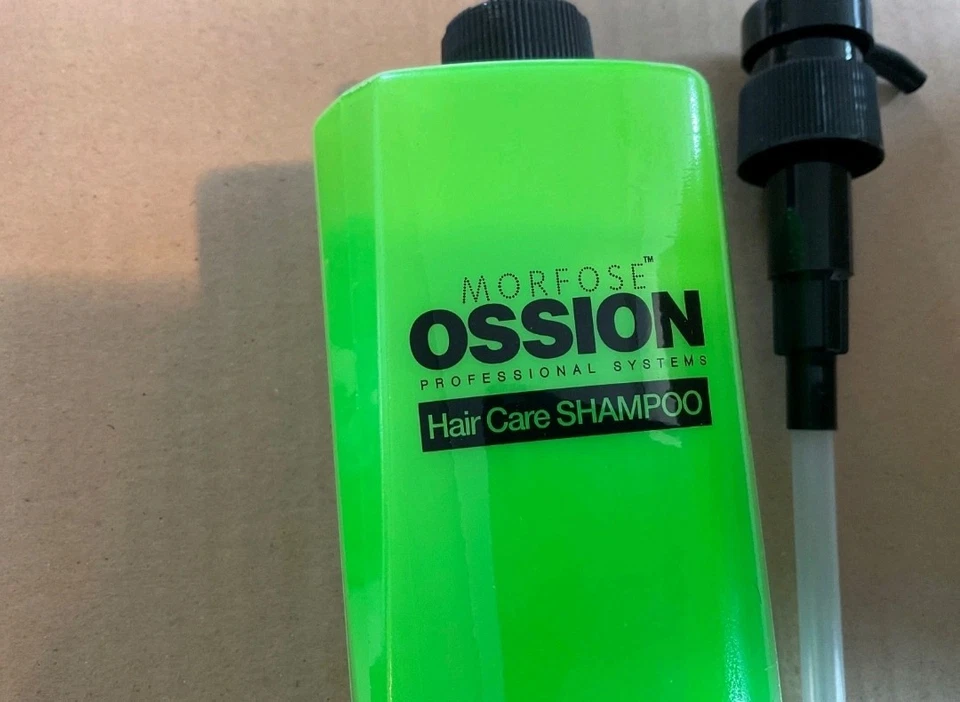 MORFOSE™
OSSION
PROFESSIONAL SYSTEMS
Hair Care SHAMPOO